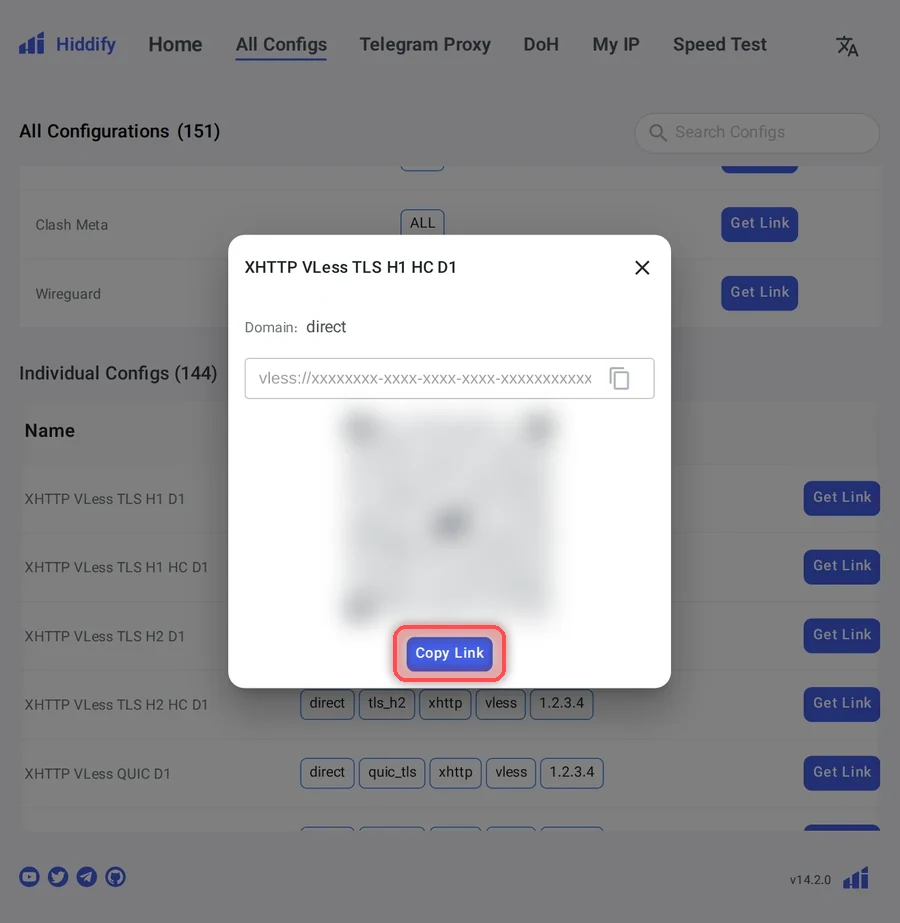 Hiddify Home All Configs Telegram Proxy DoH My IP Speed Test
All Configurations (151) Search Configs
Clash Meta ALL Get Link
Wireguard Get Link
XHTTP VLess TLS H1 HC D1
Domain: direct
vless://xxxxxxxx-xxxx-xxxx-xxxx-xxxxxxxxxxx
Copy Link
Individual Configs (144)
Name
XHTTP VLess TLS H1 D1 Get Link
XHTTP VLess TLS H1 HC D1 Get Link
XHTTP VLess TLS H2 D1 Get Link
XHTTP VLess TLS H2 HC D1 direct tls_h2 xhttp vless 1.2.3.4 Get Link
XHTTP VLess QUIC D1 direct quic_tls xhttp vless 1.2.3.4 Get Link
v14.2.0